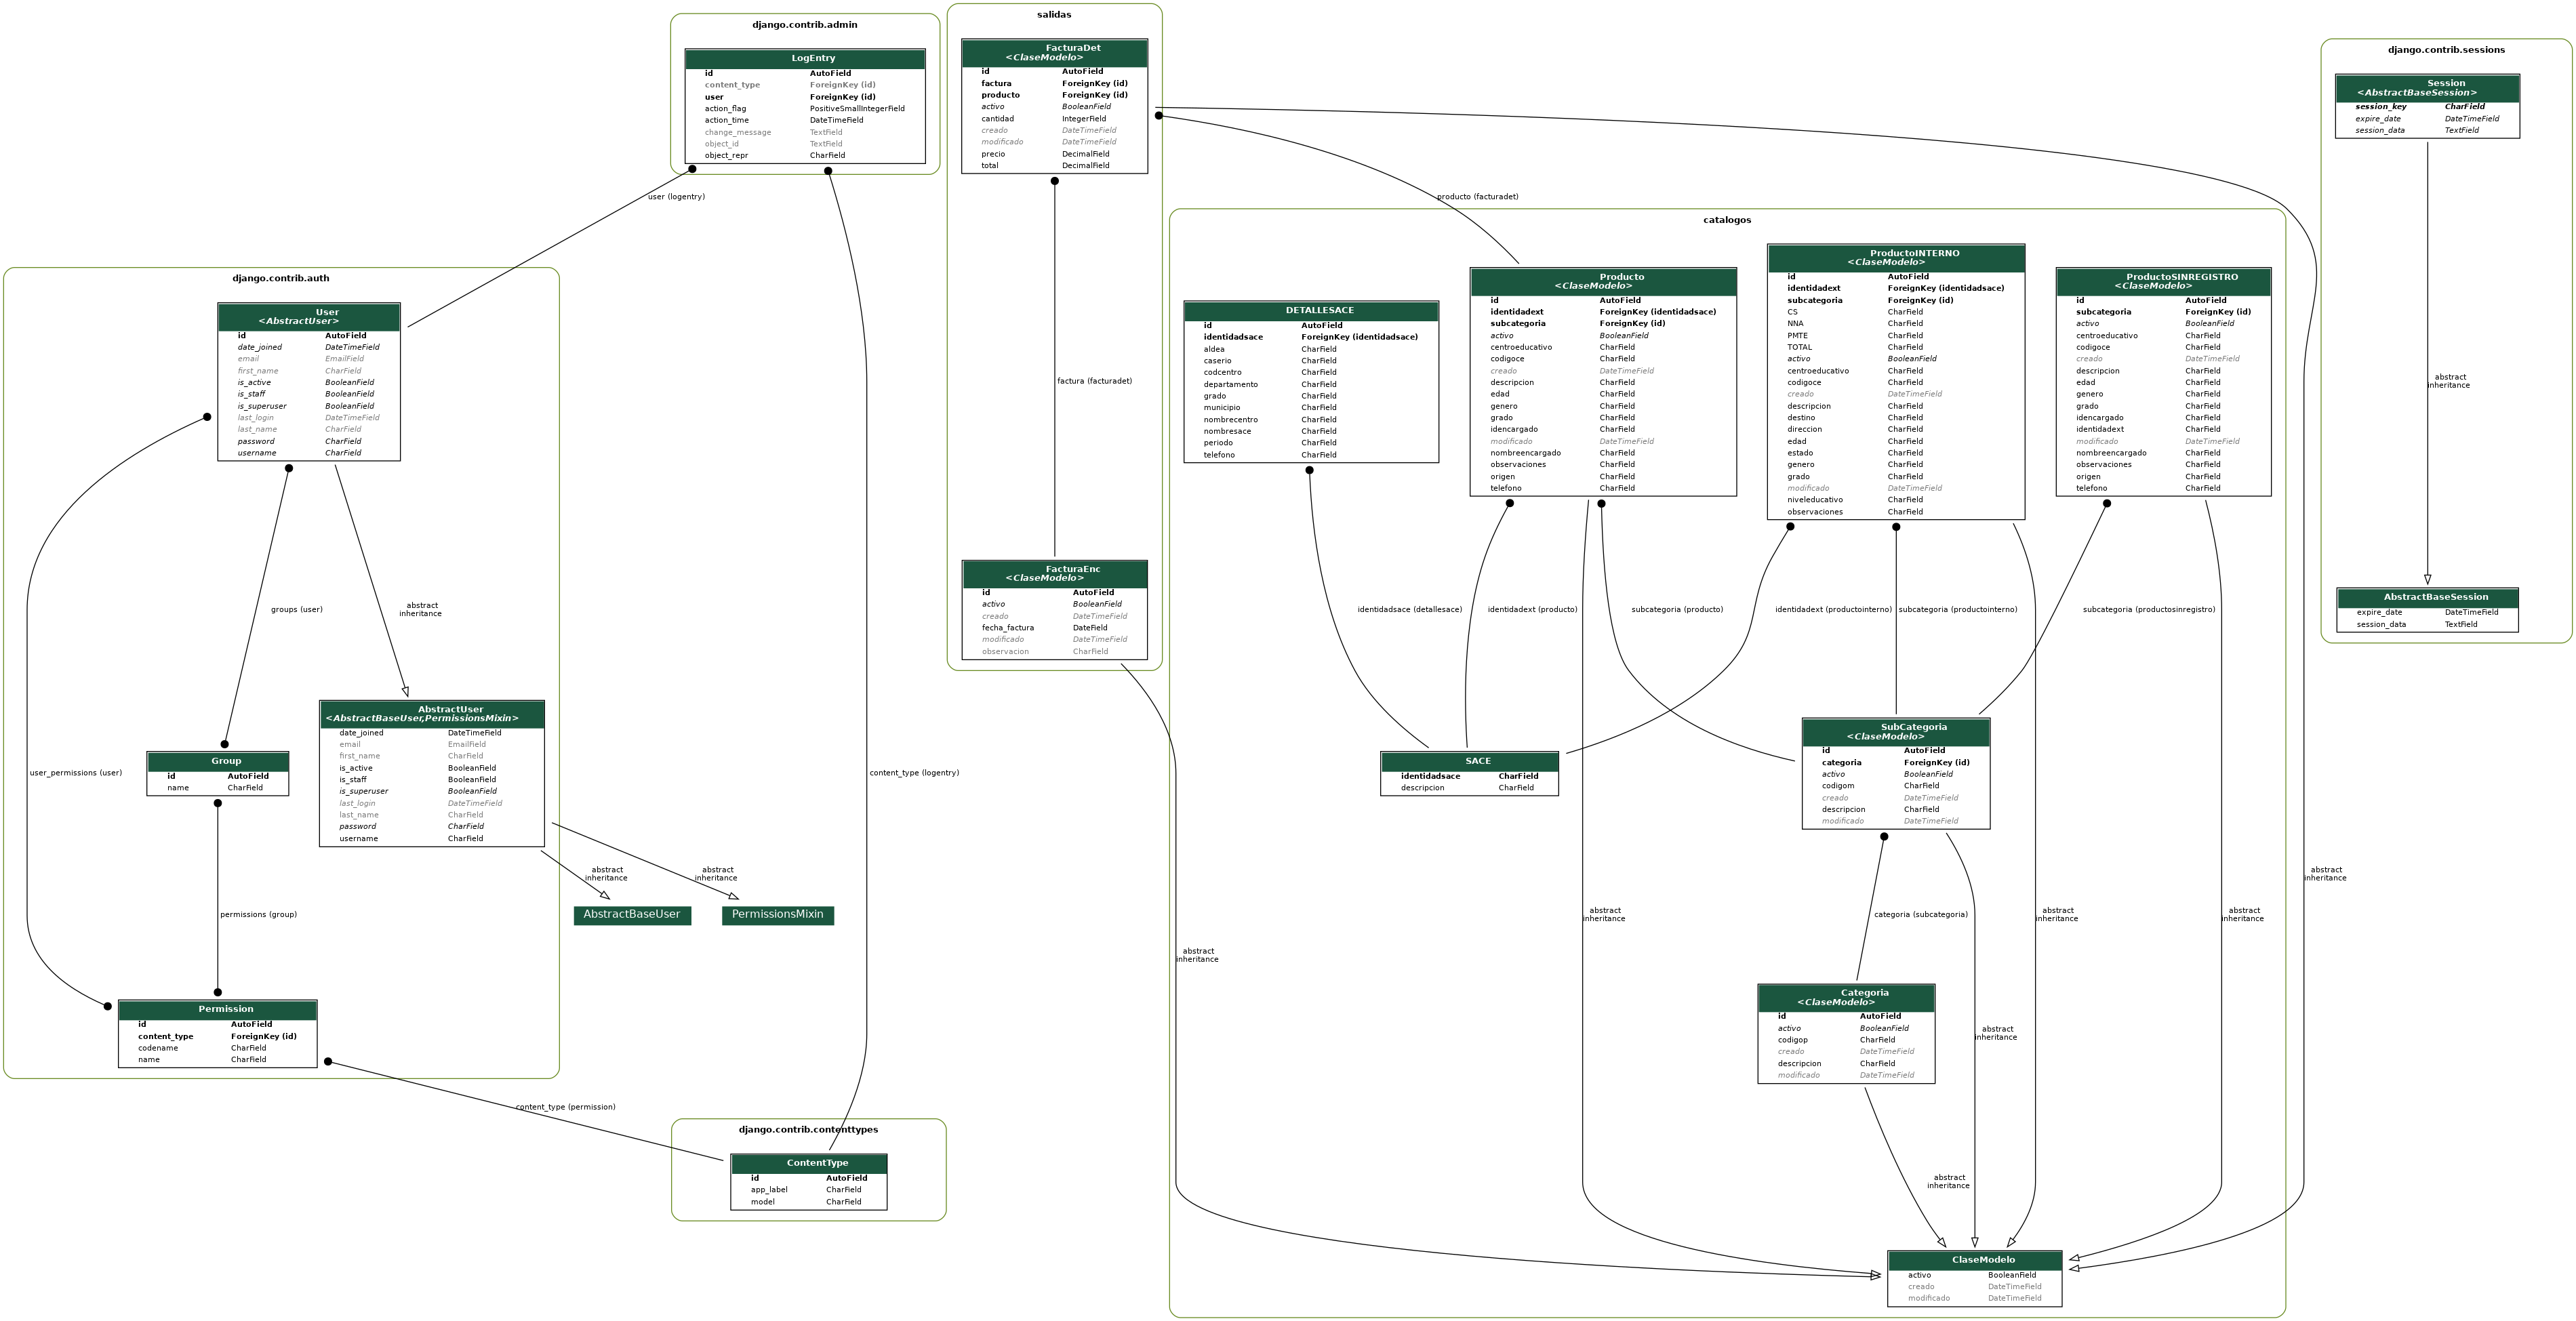 django.contrib.admin
LogEntry
id AutoField
content_type ForeignKey (id)
user ForeignKey (id)
action_flag PositiveSmallIntegerField
action_time DateTimeField
change_message TextField
object_id TextField
object_repr CharField
salidas
FacturaDet
<ClaseModelo>
id AutoField
factura ForeignKey (id)
producto ForeignKey (id)
activo BooleanField
cantidad IntegerField
creado DateTimeField
modificado DateTimeField
precio DecimalField
total DecimalField
factura (facturadet)
FacturaEnc
<ClaseModelo>
id AutoField
activo BooleanField
creado DateTimeField
fecha_factura DateField
modificado DateTimeField
observacion CharField
django.contrib.sessions
Session
<AbstractBaseSession>
session_key CharField
expire_date DateTimeField
session_data TextField
abstract
inheritance
AbstractBaseSession
expire_date DateTimeField
session_data TextField
user (logentry)
producto (facturadet)
django.contrib.auth
User
<AbstractUser>
id AutoField
date_joined DateTimeField
email EmailField
first_name CharField
is_active BooleanField
is_staff BooleanField
is_superuser BooleanField
last_login DateTimeField
last_name CharField
password CharField
username CharField
groups (user)
abstract
inheritance
AbstractUser
<AbstractBaseUser,PermissionsMixin>
date_joined DateTimeField
email EmailField
first_name CharField
is_active BooleanField
is_staff BooleanField
is_superuser BooleanField
last_login DateTimeField
last_name CharField
password CharField
username CharField
Group
id AutoField
name CharField
user_permissions (user)
content_type (logentry)
abstract
inheritance
abstract
inheritance
AbstractBaseUser
PermissionsMixin
permissions (group)
Permission
id AutoField
content_type ForeignKey (id)
codename CharField
name CharField
content_type (permission)
django.contrib.contenttypes
ContentType
id AutoField
app_label CharField
model CharField
catalogos
DETALLESACE
id AutoField
identidadsace ForeignKey (identidadsace)
aldea CharField
caserio CharField
codcentro CharField
departamento CharField
grado CharField
municipio CharField
nombrecentro CharField
nombresace CharField
periodo CharField
telefono CharField
Producto
<ClaseModelo>
id AutoField
identidadext ForeignKey (identidadsace)
subcategoria ForeignKey (id)
activo BooleanField
centroeducativo CharField
codigoce CharField
creado DateTimeField
descripcion CharField
edad CharField
genero CharField
grado CharField
idencargado CharField
modificado DateTimeField
nombreencargado CharField
observaciones CharField
origen CharField
telefono CharField
ProductoINTERNO
<ClaseModelo>
id AutoField
identidadext ForeignKey (identidadsace)
subcategoria ForeignKey (id)
CS CharField
NNA CharField
PMTE CharField
TOTAL CharField
activo BooleanField
centroeducativo CharField
codigoce CharField
creado DateTimeField
descripcion CharField
destino CharField
direccion CharField
edad CharField
estado CharField
genero CharField
grado CharField
modificado DateTimeField
niveleducativo CharField
observaciones CharField
ProductoSINREGISTRO
<ClaseModelo>
id AutoField
subcategoria ForeignKey (id)
activo BooleanField
centroeducativo CharField
codigoce CharField
creado DateTimeField
descripcion CharField
edad CharField
genero CharField
grado CharField
idencargado CharField
identidadext CharField
modificado DateTimeField
nombreencargado CharField
observaciones CharField
origen CharField
telefono CharField
identidadsace (detallesace)
identidadext (producto)
subcategoria (producto)
identidadext (productointerno)
subcategoria (productointerno)
subcategoria (productosinregistro)
SACE
identidadsace CharField
descripcion CharField
SubCategoria
<ClaseModelo>
id AutoField
categoria ForeignKey (id)
activo BooleanField
codigom CharField
creado DateTimeField
descripcion CharField
modificado DateTimeField
abstract
inheritance
abstract
inheritance
categoria (subcategoria)
abstract
inheritance
abstract
inheritance
abstract
inheritance
Categoria
<ClaseModelo>
id AutoField
activo BooleanField
codigop CharField
creado DateTimeField
descripcion CharField
modificado DateTimeField
abstract
inheritance
abstract
inheritance
ClaseModelo
activo BooleanField
creado DateTimeField
modificado DateTimeField